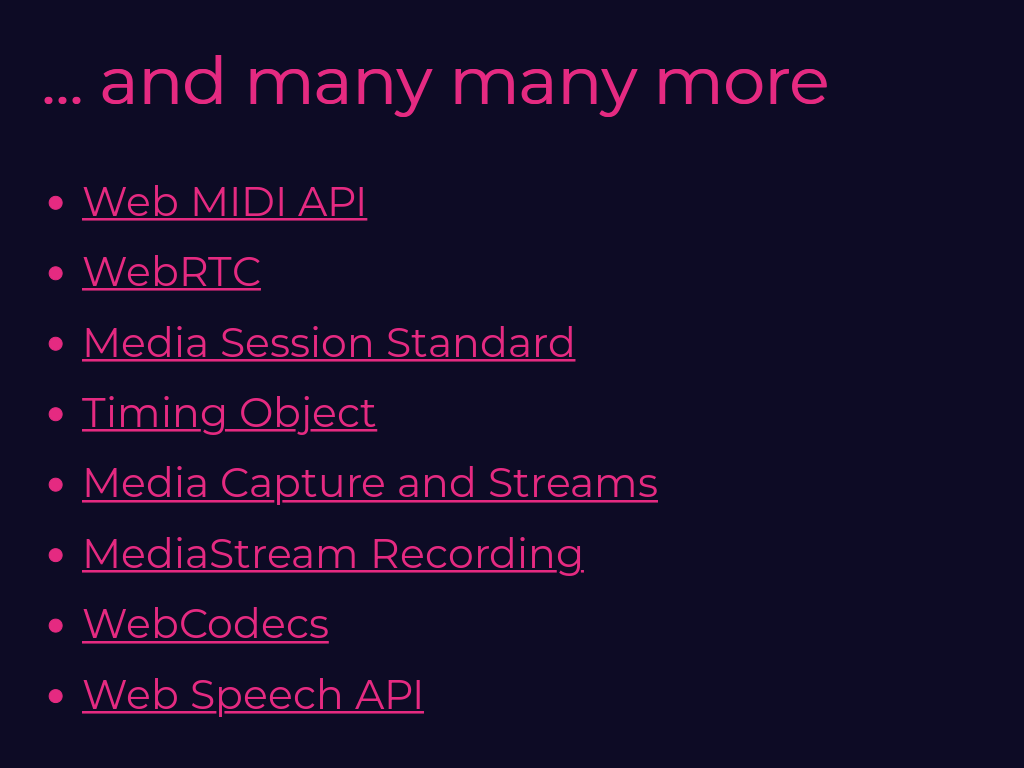 ... and many many more
• Web MIDI API
• WebRTC
• Media Session Standard
• Timing Object
• Media Capture and Streams
• MediaStream Recording
• WebCodecs
• Web Speech API